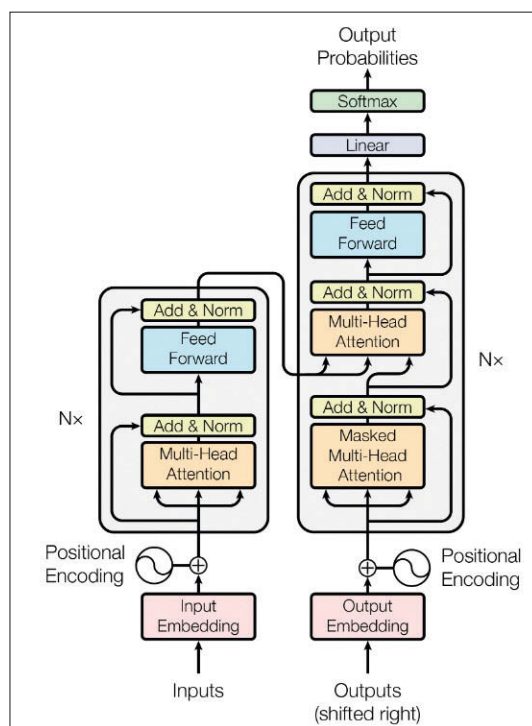 Output
Probabilities
Softmax
Linear
Add & Norm
Feed
Forward
Add & Norm
Multi-Head
Attention
Add & Norm
Masked
Multi-Head
Attention
Nx
Positional
Encoding
Output
Embedding
Outputs
(shifted right)
Add & Norm
Feed
Forward
Nx
Add & Norm
Multi-Head
Attention
Positional
Encoding
Input
Embedding
Inputs